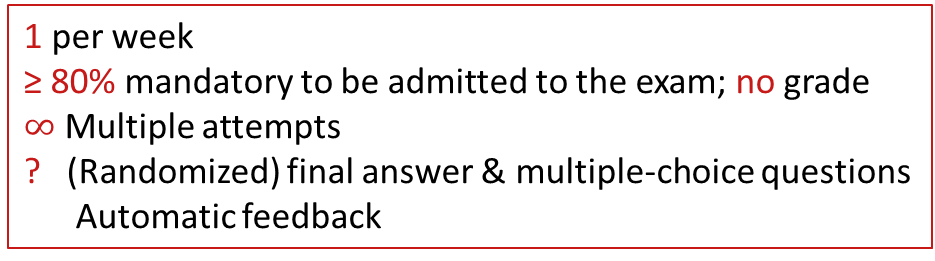 1 per week
≥ 80% mandatory to be admitted to the exam; no grade
∞ Multiple attempts
? (Randomized) final answer & multiple-choice questions
Automatic feedback